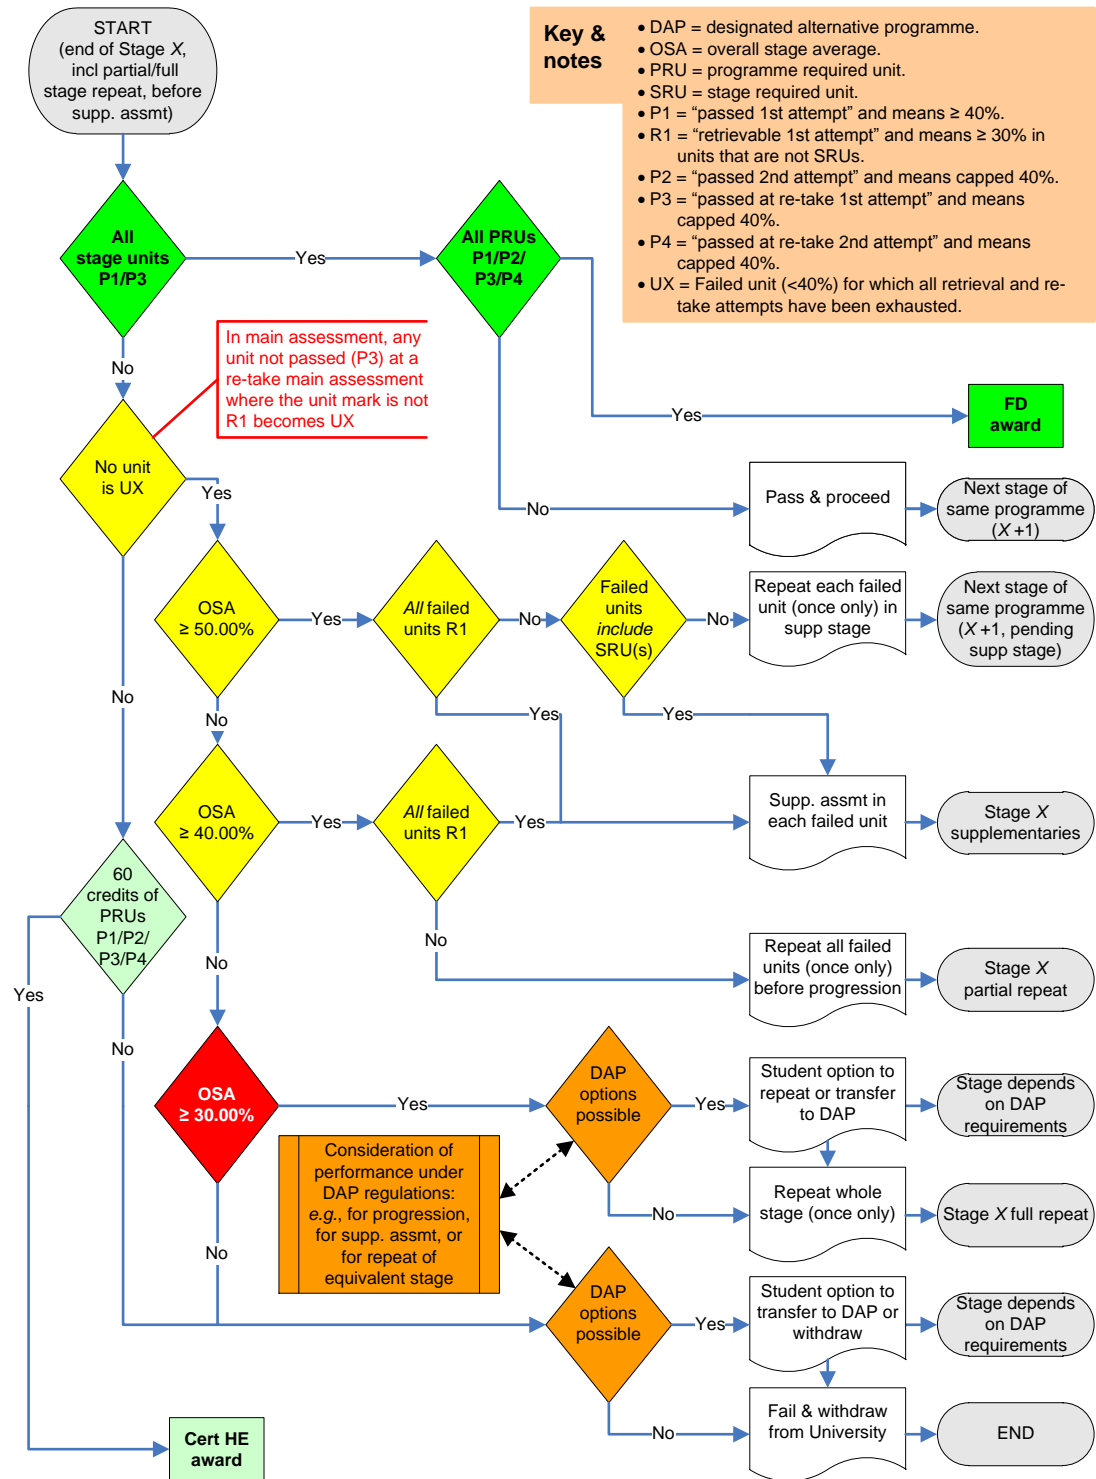 START
(end of Stage X,
incl partial/full
stage repeat, before
supp. assmt)
Key &
notes
• DAP = designated alternative programme.
• OSA = overall stage average.
• PRU = programme required unit.
• SRU = stage required unit.
• P1 = “passed 1st attempt” and means ≥ 40%.
• R1 = “retrievable 1st attempt” and means ≥ 30% in
units that are not SRUs.
• P2 = “passed 2nd attempt” and means capped 40%.
• P3 = “passed at re-take 1st attempt” and means
capped 40%.
• P4 = “passed at re-take 2nd attempt” and means
capped 40%.
• UX = Failed unit (<40%) for which all retrieval and re-
take attempts have been exhausted.
All
stage units
P1/P3
Yes
All PRUs
P1/P2/
P3/P4
No
In main assessment, any
unit not passed (P3) at a
re-take main assessment
where the unit mark is not
R1 becomes UX
Yes
FD
award
No unit
is UX
Yes
No
Pass & proceed
Next stage of
same programme
(X +1)
OSA
≥ 50.00%
Yes
All failed
units R1
No
Failed
units
include
SRU(s)
No
Repeat each failed
unit (once only) in
supp stage
Next stage of
same programme
(X +1, pending
supp stage)
No
No
Yes
Yes
OSA
≥ 40.00%
Yes
All failed
units R1
Yes
Supp. assmt in
each failed unit
Stage X
supplementaries
60
credits of
PRUs
P1/P2/
P3/P4
No
No
Repeat all failed
units (once only)
before progression
Stage X
partial repeat
Yes
No
OSA
≥ 30.00%
Yes
DAP
options
possible
Yes
Student option to
repeat or transfer
to DAP
Stage depends
on DAP
requirements
Consideration of
performance under
DAP regulations:
e.g., for progression,
for supp. assmt, or
for repeat of
equivalent stage
No
Repeat whole
stage (once only)
Stage X full repeat
No
DAP
options
possible
Yes
Student option to
transfer to DAP or
withdraw
Stage depends
on DAP
requirements
No
Fail & withdraw
from University
END
Cert HE
award